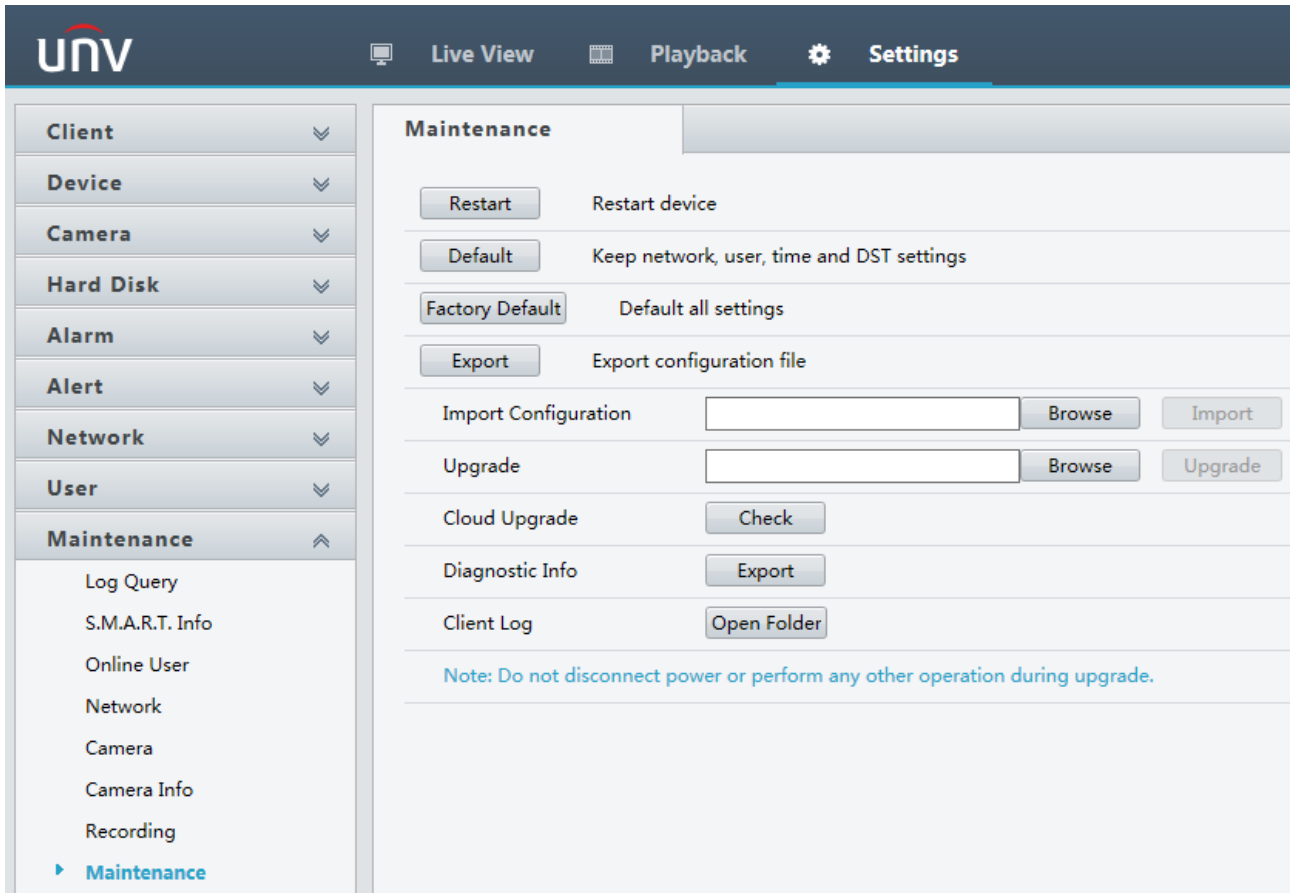 unv
Live View Playback Settings
Client
Device
Camera
Hard Disk
Alarm
Alert
Network
User
Maintenance
Log Query
S.M.A.R.T. Info
Online User
Network
Camera
Camera Info
Recording
Maintenance
Maintenance
Restart Restart device
Default Keep network, user, time and DST settings
Factory Default Default all settings
Export Export configuration file
Import Configuration Browse Import
Upgrade Browse Upgrade
Cloud Upgrade Check
Diagnostic Info Export
Client Log Open Folder
Note: Do not disconnect power or perform any other operation during upgrade.